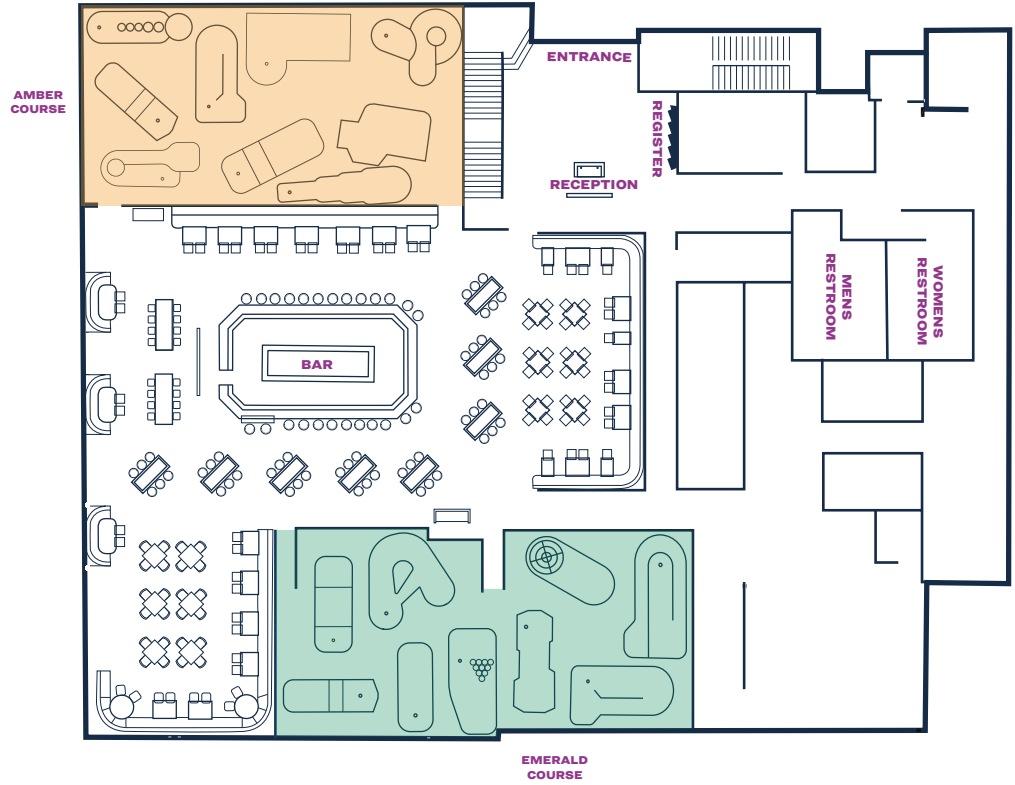 ENTRANCE
AMBER
COURSE
REGISTER
RECEPTION
MENS
RESTROOM
WOMENS
RESTROOM
BAR
EMERALD
COURSE